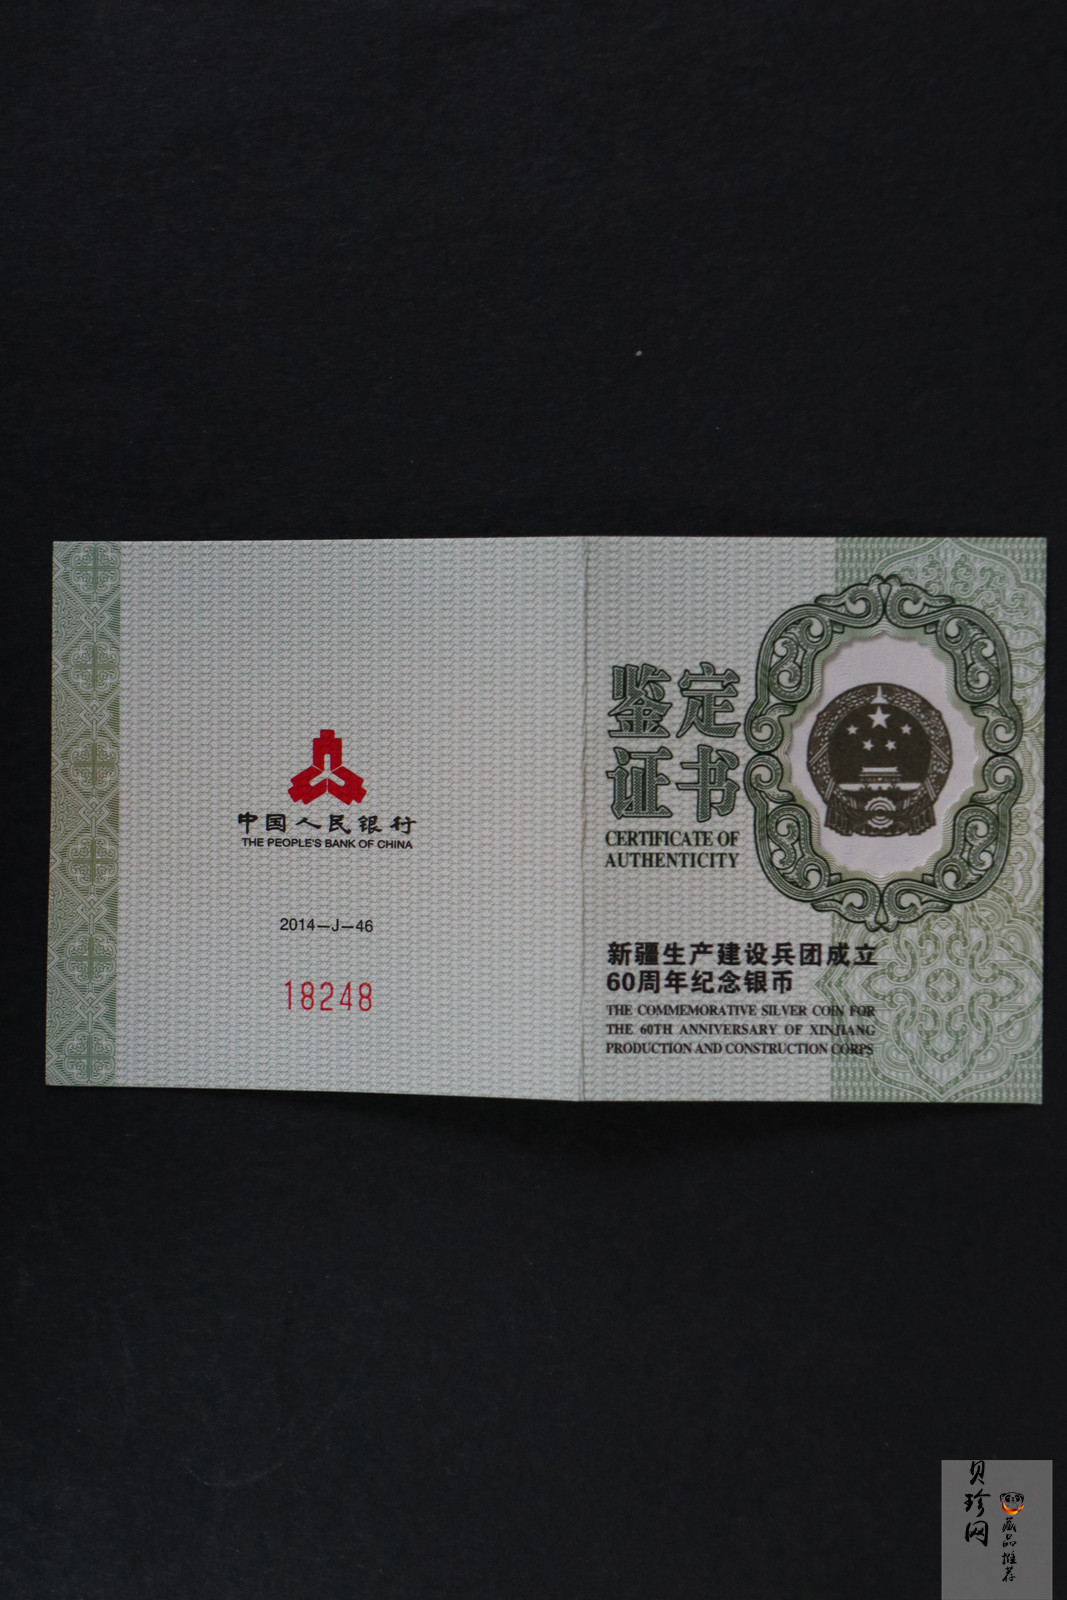 中国人民银行
THE PEOPLE'S BANK OF CHINA
2014—J—46
18248
鉴定
证书
CERTIFICATE OF
AUTHENTICITY
新疆生产建设兵团成立
60周年纪念银币
THE COMMEMORATIVE SILVER COIN FOR
THE 60TH ANNIVERSARY OF XINJIANG
PRODUCTION AND CONSTRUCTION CORPS
贝珍网
藏品推荐